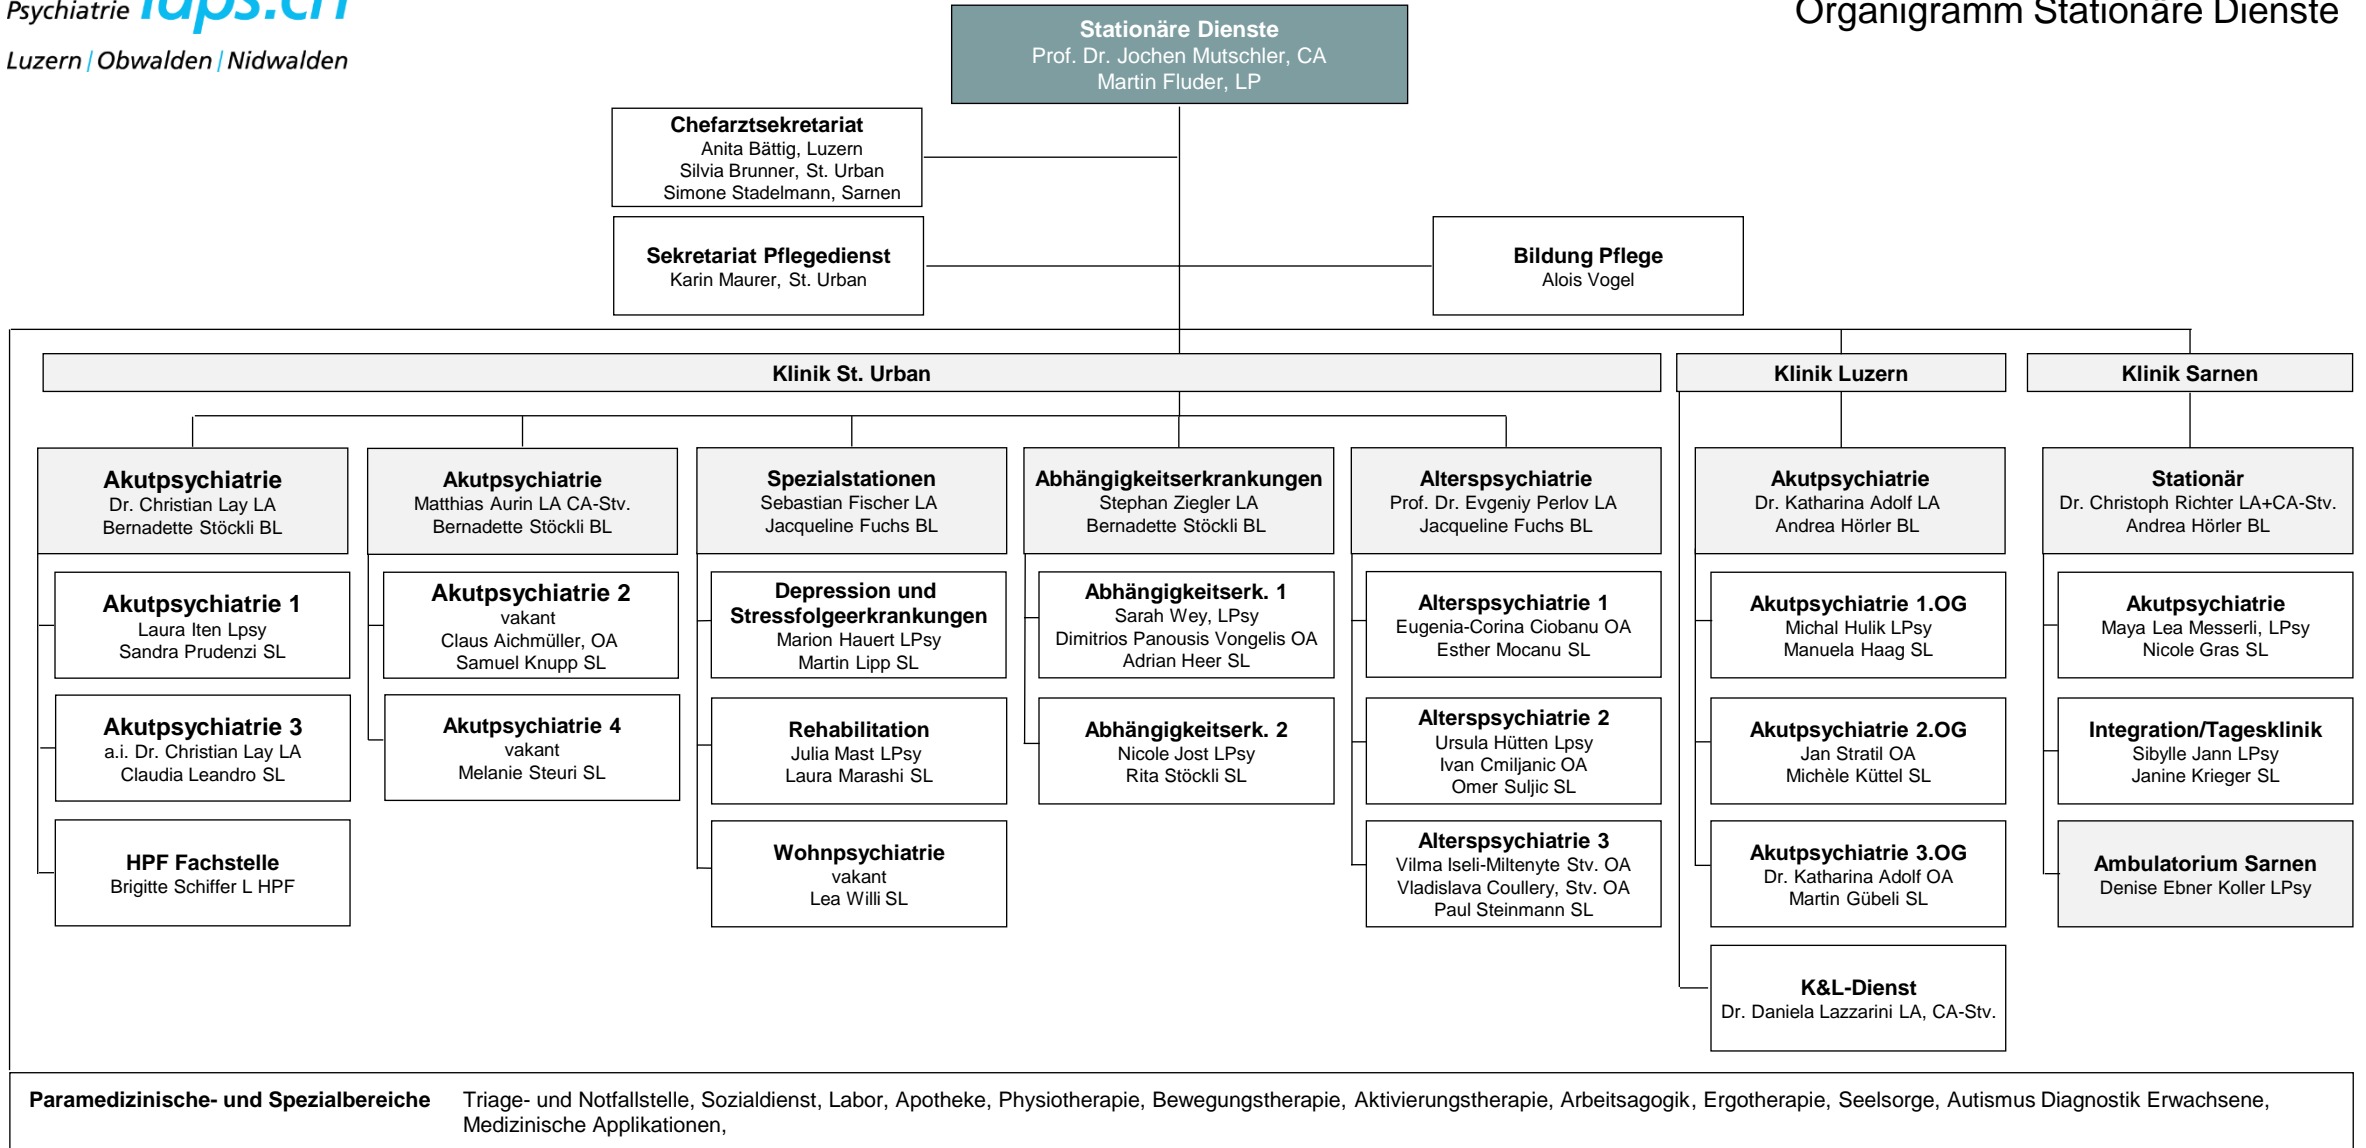 Psychiatrie lups.ch
Luzern | Obwalden | Nidwalden
Organigramm Stationäre Dienste
Stationäre Dienste
Prof. Dr. Jochen Mutschler, CA
Martin Fluder, LP
Chefarztsekretariat
Anita Bättig, Luzern
Silvia Brunner, St. Urban
Simone Stadelmann, Sarnen
Sekretariat Pflegedienst
Karin Maurer, St. Urban
Bildung Pflege
Alois Vogel
Klinik St. Urban
Klinik Luzern
Klinik Sarnen
Akutpsychiatrie
Dr. Christian Lay LA
Bernadette Stöckli BL
Akutpsychiatrie
Matthias Aurin LA CA-Stv.
Bernadette Stöckli BL
Spezialstationen
Sebastian Fischer LA
Jacqueline Fuchs BL
Abhängigkeitserkrankungen
Stephan Ziegler LA
Bernadette Stöckli BL
Alterspsychiatrie
Prof. Dr. Evgeniy Perlov LA
Jacqueline Fuchs BL
Akutpsychiatrie
Dr. Katharina Adolf LA
Andrea Hörler BL
Stationär
Dr. Christoph Richter LA+CA-Stv.
Andrea Hörler BL
Akutpsychiatrie 1
Laura Iten Lpsy
Sandra Prudenzi SL
Akutpsychiatrie 2
vakant
Claus Aichmüller, OA
Samuel Knupp SL
Depression und
Stressfolgeerkrankungen
Marion Hauert LPsy
Martin Lipp SL
Abhängigkeitserk. 1
Sarah Wey, LPsy
Dimitrios Panousis Vongelis OA
Adrian Heer SL
Alterspsychiatrie 1
Eugenia-Corina Ciobanu OA
Esther Mocanu SL
Akutpsychiatrie 1.OG
Michal Hulik LPsy
Manuela Haag SL
Akutpsychiatrie
Maya Lea Messerli, LPsy
Nicole Gras SL
Akutpsychiatrie 3
a.i. Dr. Christian Lay LA
Claudia Leandro SL
Akutpsychiatrie 4
vakant
Melanie Steuri SL
Rehabilitation
Julia Mast LPsy
Laura Marashi SL
Abhängigkeitserk. 2
Nicole Jost LPsy
Rita Stöckli SL
Alterspsychiatrie 2
Ursula Hütten Lpsy
Ivan Cmiljanic OA
Omer Suljic SL
Akutpsychiatrie 2.OG
Jan Stratil OA
Michèle Küttel SL
Integration/Tagesklinik
Sibylle Jann LPsy
Janine Krieger SL
HPF Fachstelle
Brigitte Schiffer L HPF
Wohnpsychiatrie
vakant
Lea Willi SL
Alterspsychiatrie 3
Vilma Iseli-Miltenyte Stv. OA
Vladislava Coullery, Stv. OA
Paul Steinmann SL
Akutpsychiatrie 3.OG
Dr. Katharina Adolf OA
Martin Gübeli SL
Ambulatorium Sarnen
Denise Ebner Koller LPsy
K&L-Dienst
Dr. Daniela Lazzarini LA, CA-Stv.
Paramedizinische- und Spezialbereiche Triage- und Notfallstelle, Sozialdienst, Labor, Apotheke, Physiotherapie, Bewegungstherapie, Aktivierungstherapie, Arbeitsagogik, Ergotherapie, Seelsorge, Autismus Diagnostik Erwachsene,
Medizinische Applikationen,